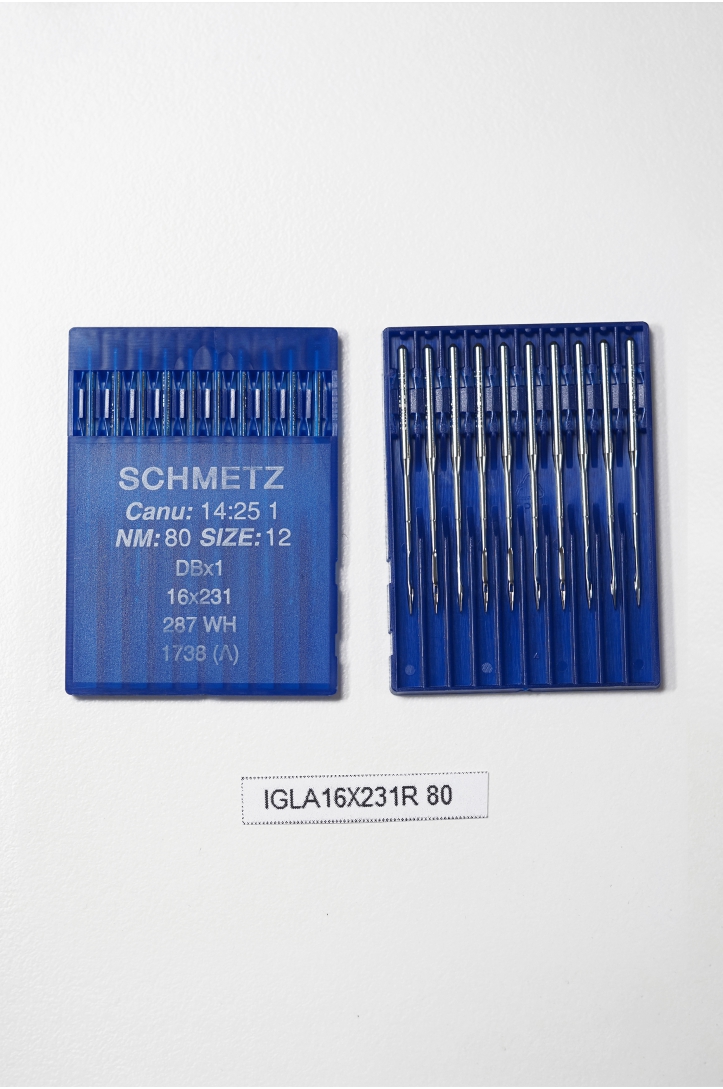 SCHMETZ
Canu: 14:25 1
NM: 80 SIZE: 12
DBx1
16x231
287 WH
1738 (Λ)
IGLA16X231R 80